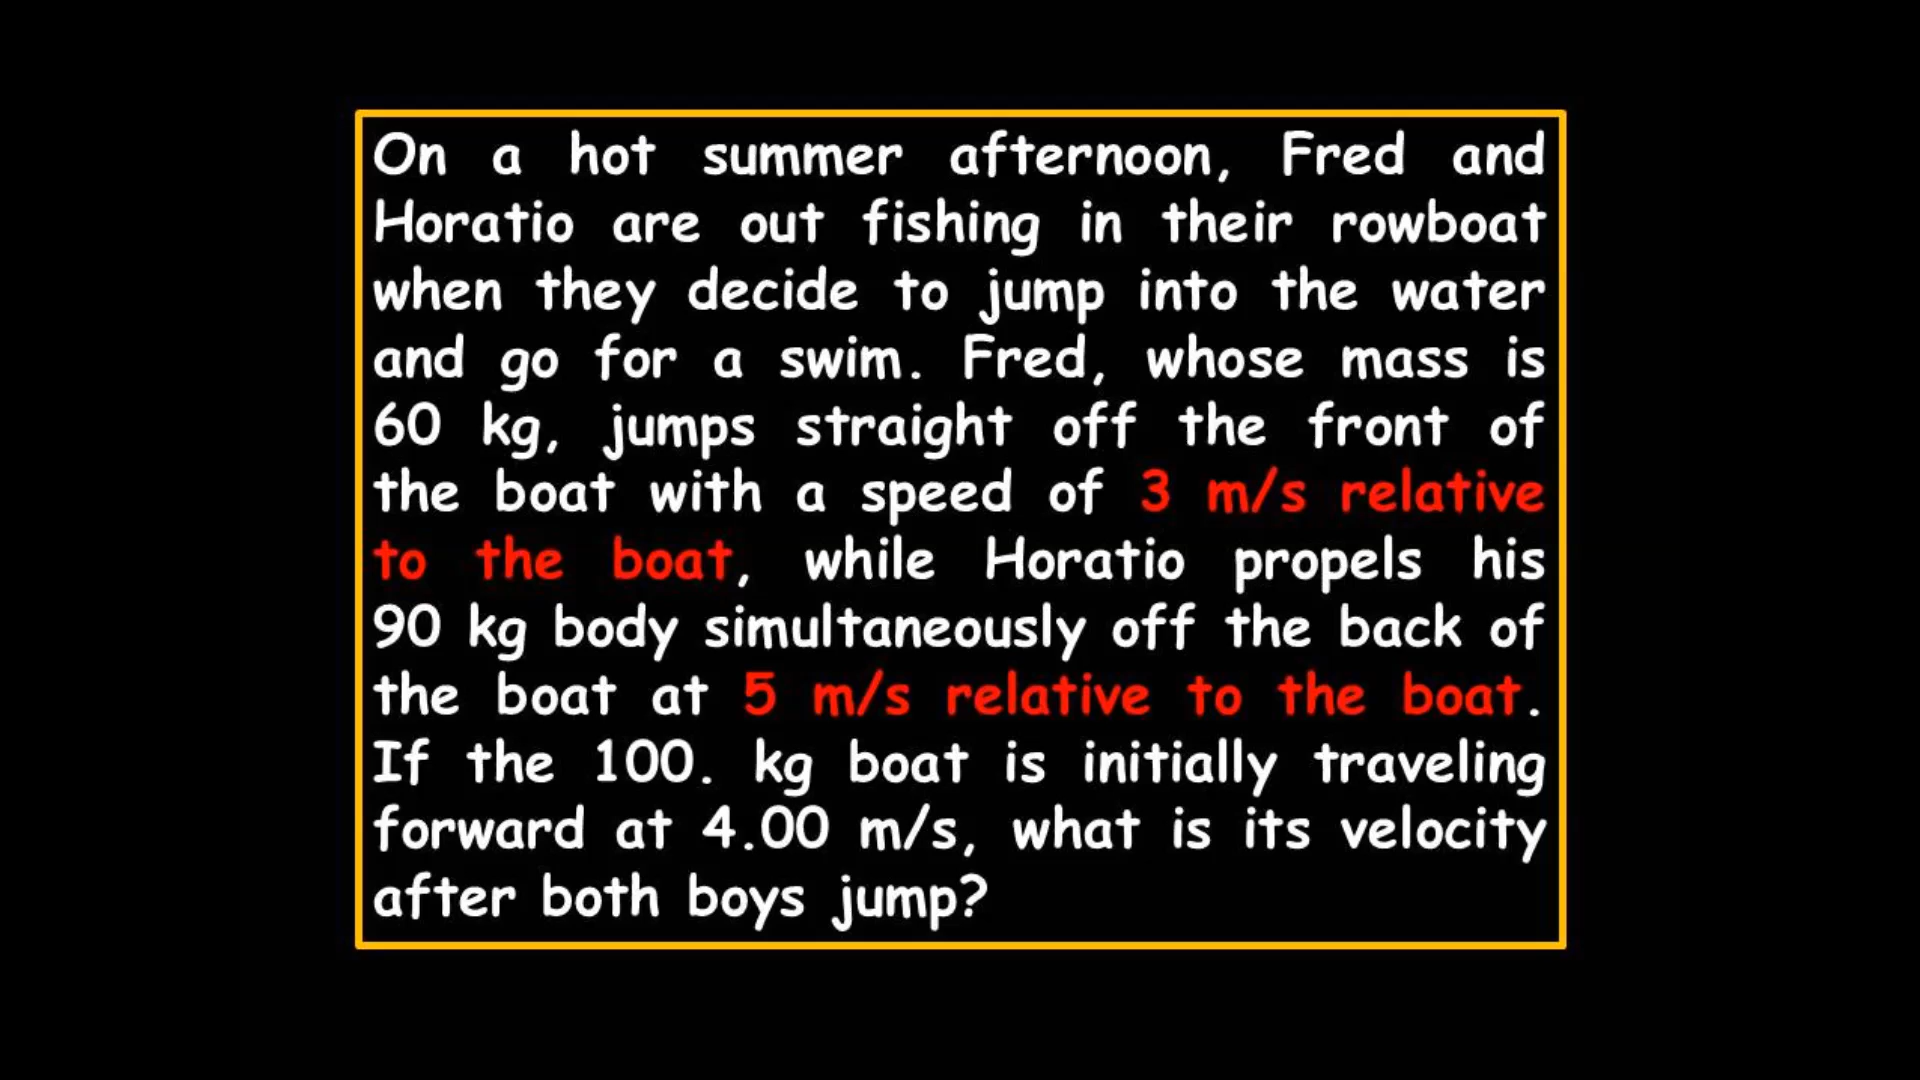 On a hot summer afternoon, Fred and
Horatio are out fishing in their rowboat
when they decide to jump into the water
and go for a swim. Fred, whose mass is
60 kg, jumps straight off the front of
the boat with a speed of 3 m/s relative
to the boat, while Horatio propels his
90 kg body simultaneously off the back of
the boat at 5 m/s relative to the boat.
If the 100. kg boat is initially traveling
forward at 4.00 m/s, what is its velocity
after both boys jump?